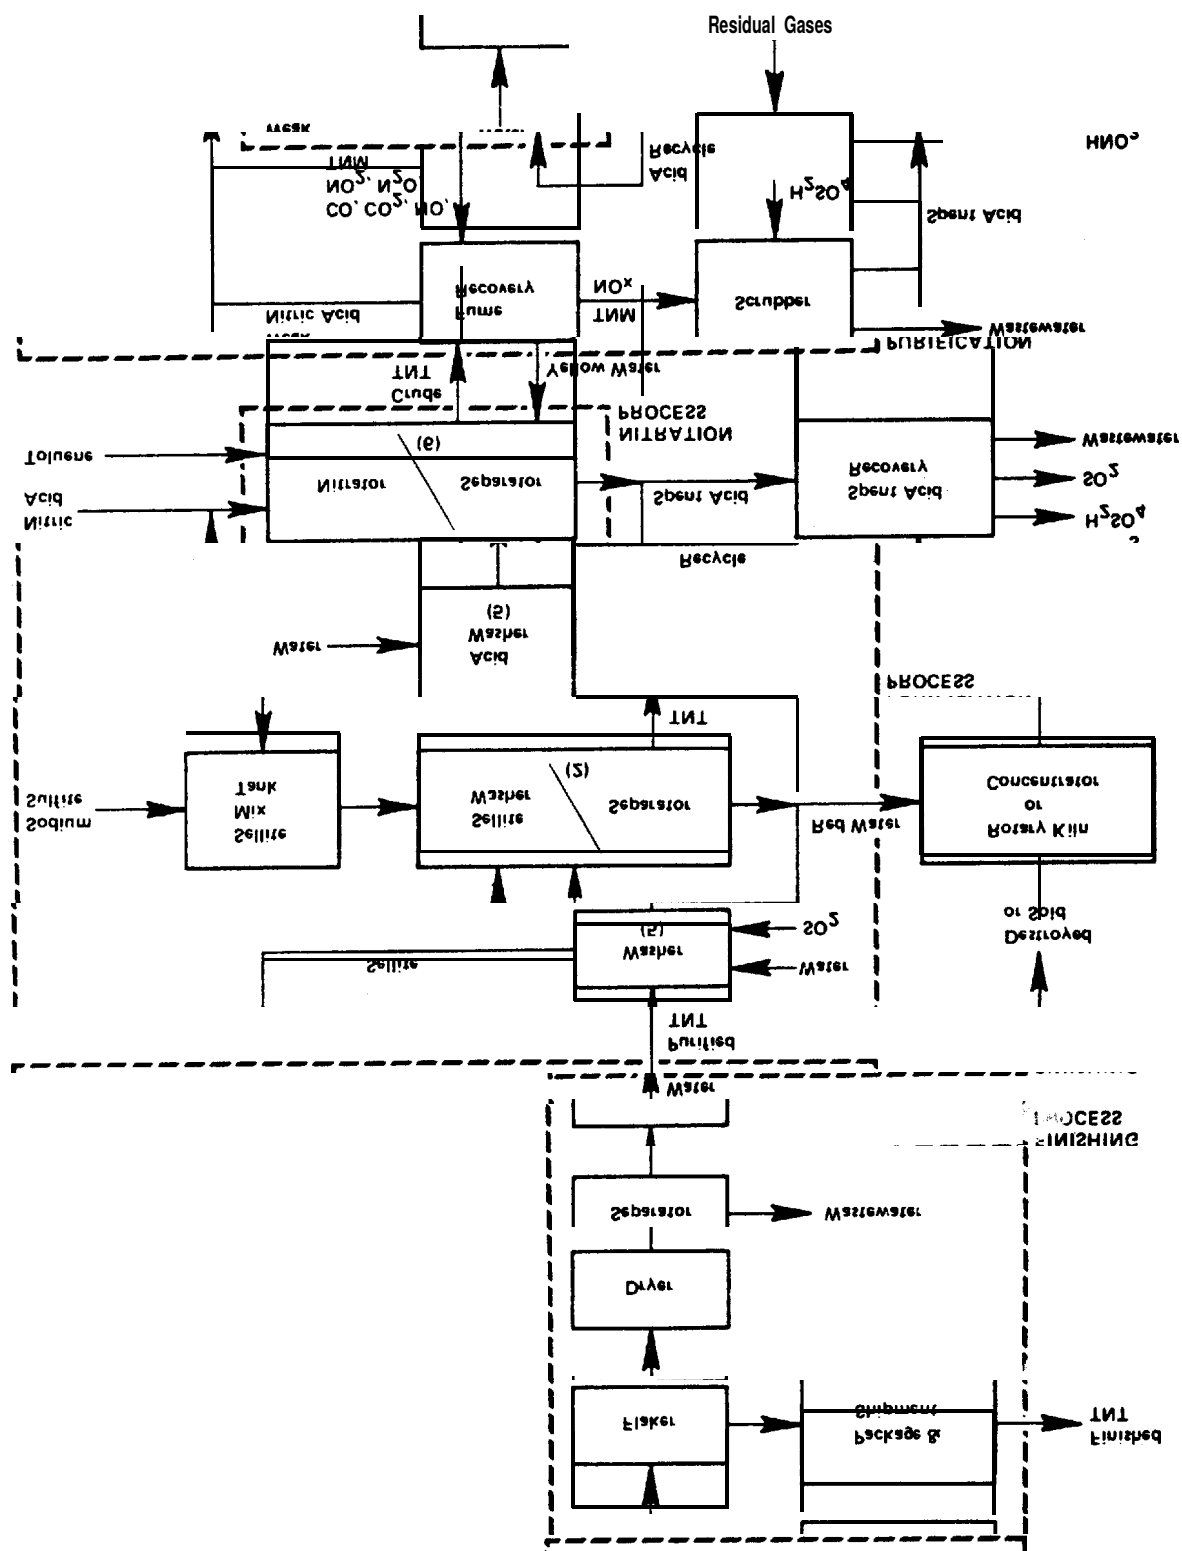 Residual Gases
Weak
CO, CO₂, NO,
NO₂, N₂O
TNM
Recycle
Acid
H₂SO₄
HNO₃
Spent Acid
Weak
Nitric Acid
Fume
Recovery
NOx
TNM
Scrubber
Wastewater
PURIFICATION
Crude
TNT
Yellow Water
NITRATION
PROCESS
Toluene
Nitric
Acid
Nitrator
(6)
Separator
Spent Acid
Spent Acid
Recovery
Wastewater
SO₂
H₂SO₄
Recycle
Water
Acid
Washer
(5)
PROCESS
TNT
Sodium
Sulfite
Sellite
Mix
Tank
Sellite
Washer
(2)
Separator
Red Water
Rotary Kiln
or
Concentrator
Destroyed
or Sold
Sellite
Washer
(5)
SO₂
Water
Purified
TNT
Water
FINISHING
PROCESS
Separator
Wastewater
Dryer
Flaker
Package &
Shipment
Finished
TNT